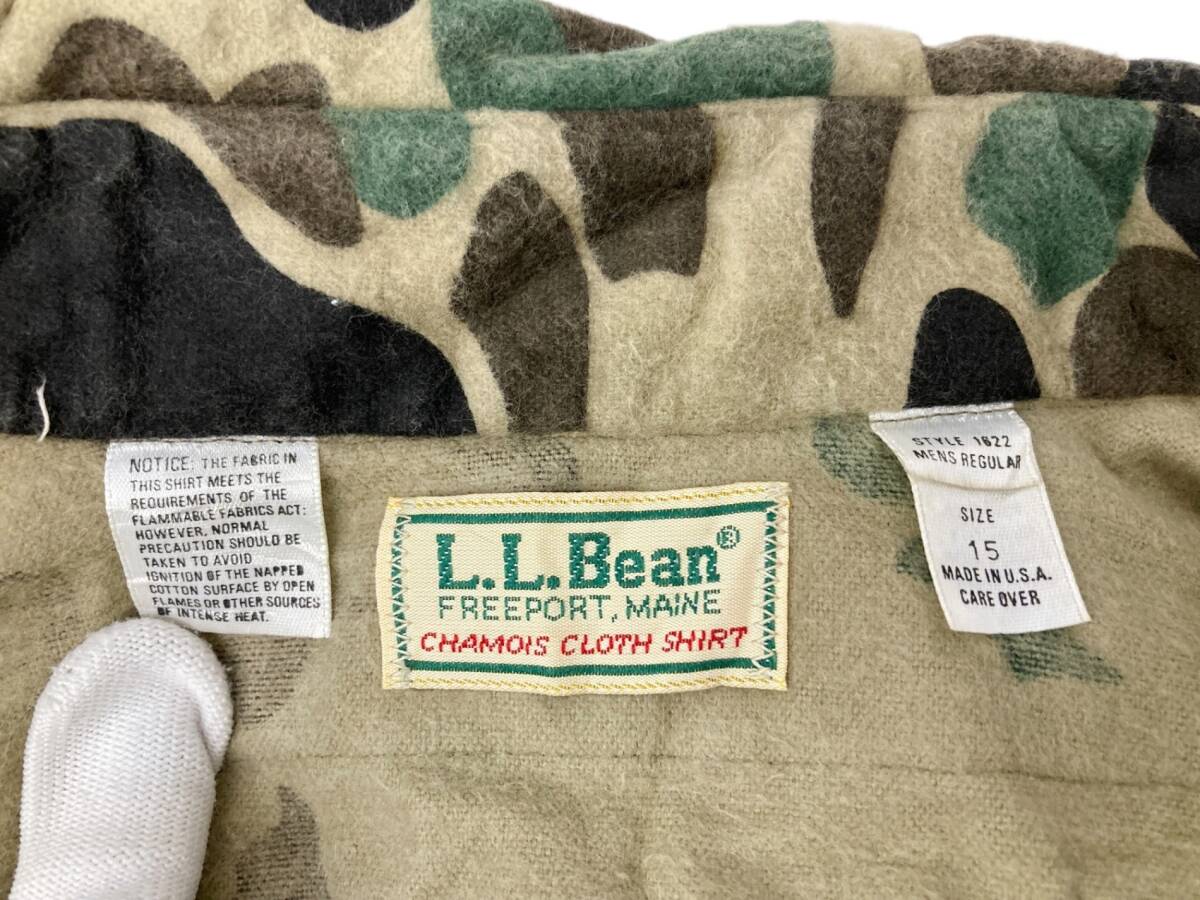 NOTICE: THE FABRIC IN
THIS SHIRT MEETS THE
REQUIREMENTS OF THE
FLAMMABLE FABRICS ACT:
HOWEVER, NORMAL
PRECAUTION SHOULD BE
TAKEN TO AVOID
IGNITION OF THE NAPPED
COTTON SURFACE BY OPEN
FLAMES OR OTHER SOURCES
OF INTENSE HEAT.
L.L.Bean®
FREEPORT, MAINE
CHAMOIS CLOTH SHIRT
STYLE 1622
MENS REGULAR
SIZE
15
MADE IN U.S.A.
CARE OVER